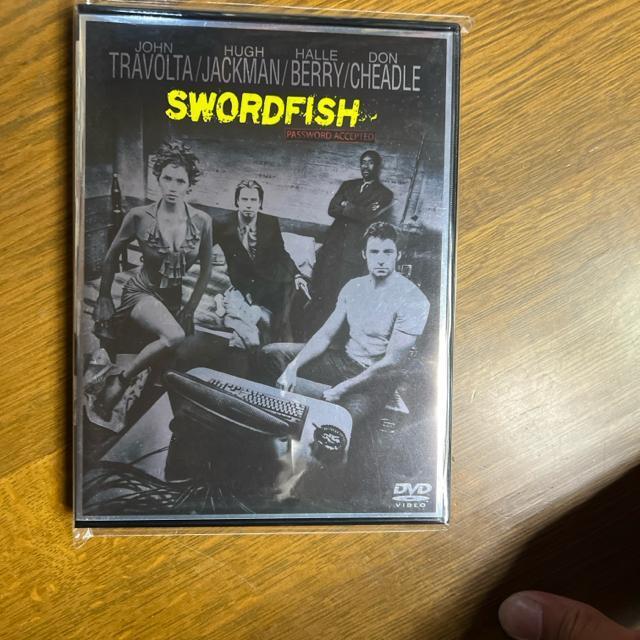 JOHN HUGH HALLE DON
TRAVOLTA/JACKMAN/BERRY/CHEADLE
SWORDFISH
PASSWORD ACCEPTED
DVD
VIDEO